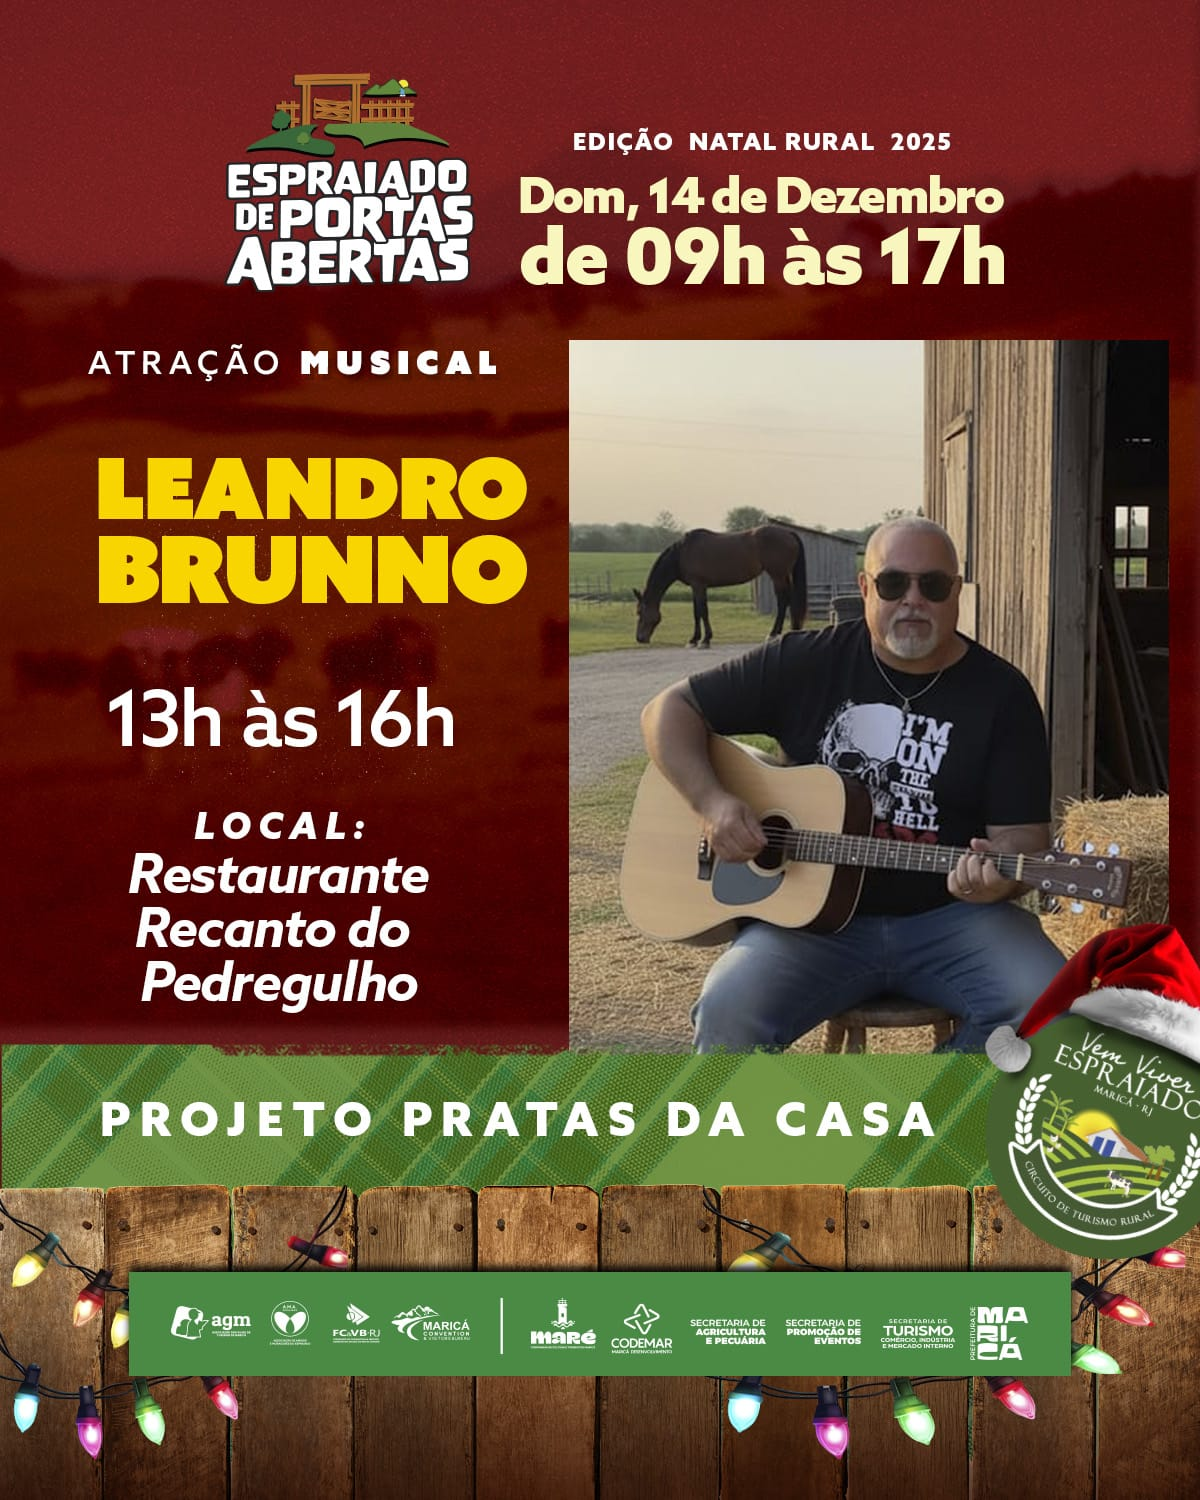 ESPRAIADO
DE PORTAS
ABERTAS
EDIÇÃO NATAL RURAL 2025
Dom, 14 de Dezembro
de 09h às 17h
ATRAÇÃO MUSICAL
LEANDRO
BRUNNO
13h às 16h
LOCAL:
Restaurante
Recanto do
Pedregulho
I'M
ON
THE
TO
HELL
PROJETO PRATAS DA CASA
Vem Viver
ESPRAIADO
MARICÁ - RJ
CIRCUITO DE TURISMO RURAL
agm
A.M.A.
FC&VB-RJ
MARICÁ
CONVENTION
& VISITORS BUREAU
maré
CODEMAR
MARICÁ DESENVOLVIMENTO
SECRETARIA DE
AGRICULTURA
E PECUÁRIA
SECRETARIA DE
PROMOÇÃO DE
EVENTOS
SECRETARIA DE
TURISMO
COMÉRCIO, INDÚSTRIA
E MERCADO INTERNO
PREFEITURA DE
MA
RI
CÁ